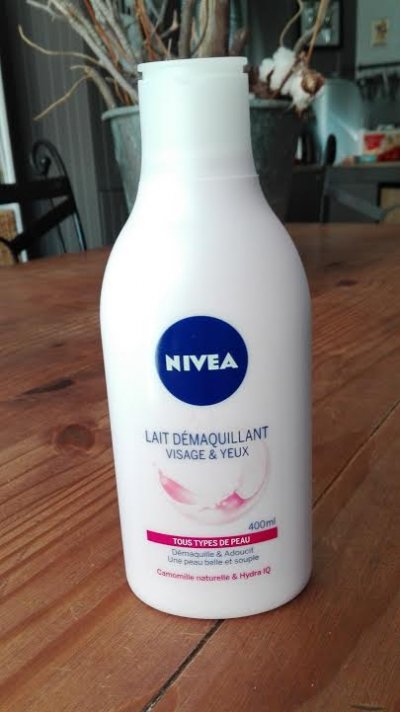 NIVEA
LAIT DÉMAQUILLANT
VISAGE & YEUX
400ml
TOUS TYPES DE PEAU
Démaquille & Adoucit
Une peau belle et souple
Camomille naturelle & Hydra IQ